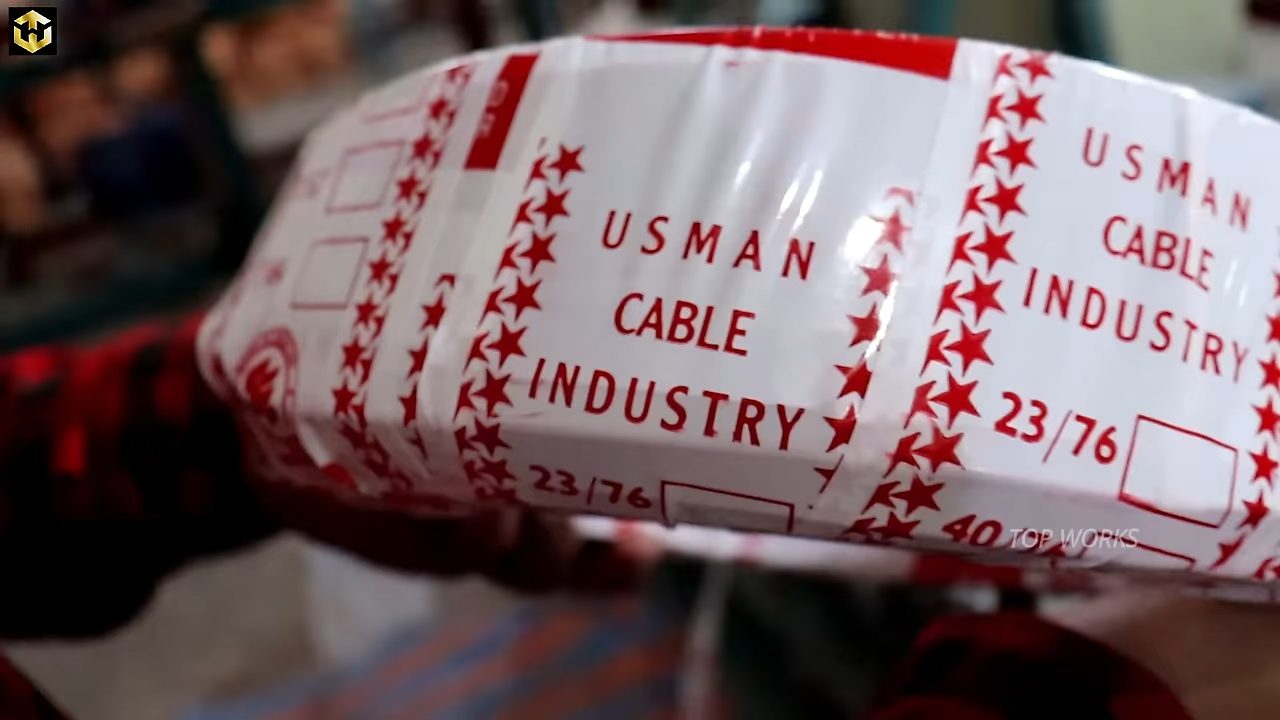 USMAN
CABLE
INDUSTRY
23/76
USMAN
CABLE
INDUSTRY
23/76
40
TOP WORKS